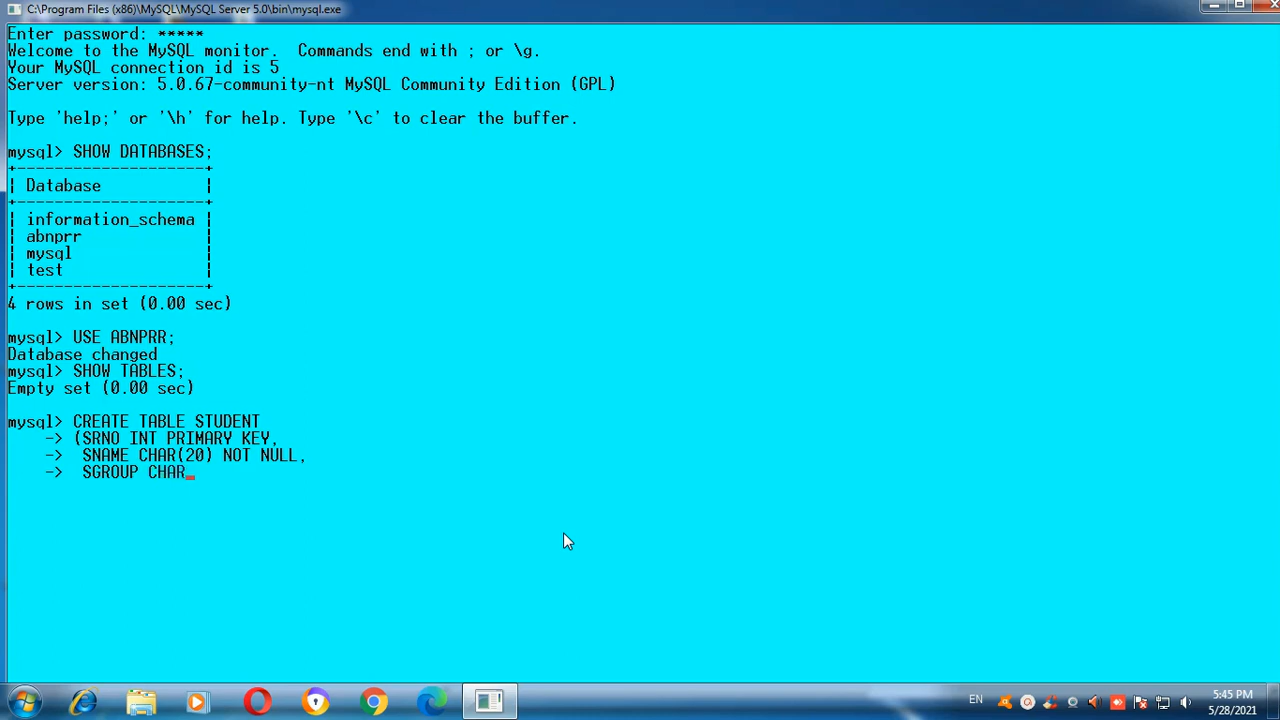 C:\Program Files (x86)\MySQL\MySQL Server 5.0\bin\mysql.exe
Enter password: *****
Welcome to the MySQL monitor.  Commands end with ; or \g.
Your MySQL connection id is 5
Server version: 5.0.67-community-nt MySQL Community Edition (GPL)
Type 'help;' or '\h' for help. Type '\c' to clear the buffer.
mysql> SHOW DATABASES;
+--------------------+
| Database           |
+--------------------+
| information_schema |
| abnprr             |
| mysql              |
| test               |
+--------------------+
4 rows in set (0.00 sec)
mysql> USE ABNPRR;
Database changed
mysql> SHOW TABLES;
Empty set (0.00 sec)
mysql> CREATE TABLE STUDENT
    -> (SRNO INT PRIMARY KEY,
    ->  SNAME CHAR(20) NOT NULL,
    ->  SGROUP CHAR_
EN
5:45 PM
5/28/2021